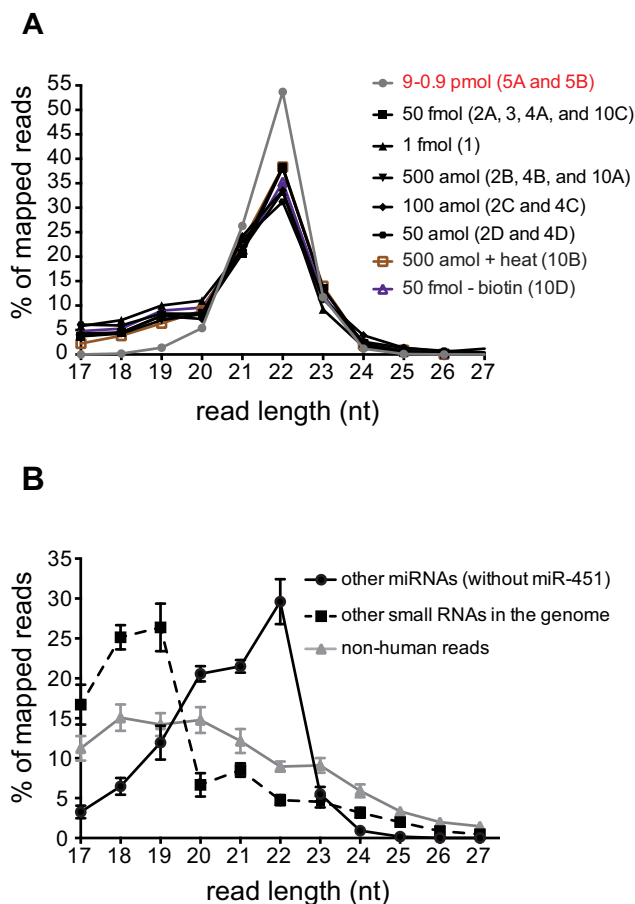 A
% of mapped reads
55
50
45
40
35
30
25
20
15
10
5
0
17 18 19 20 21 22 23 24 25 26 27
read length (nt)
9-0.9 pmol (5A and 5B)
50 fmol (2A, 3, 4A, and 10C)
1 fmol (1)
500 amol (2B, 4B, and 10A)
100 amol (2C and 4C)
50 amol (2D and 4D)
500 amol + heat (10B)
50 fmol - biotin (10D)
B
% of mapped reads
35
30
25
20
15
10
5
0
17 18 19 20 21 22 23 24 25 26 27
read length (nt)
other miRNAs (without miR-451)
other small RNAs in the genome
non-human reads